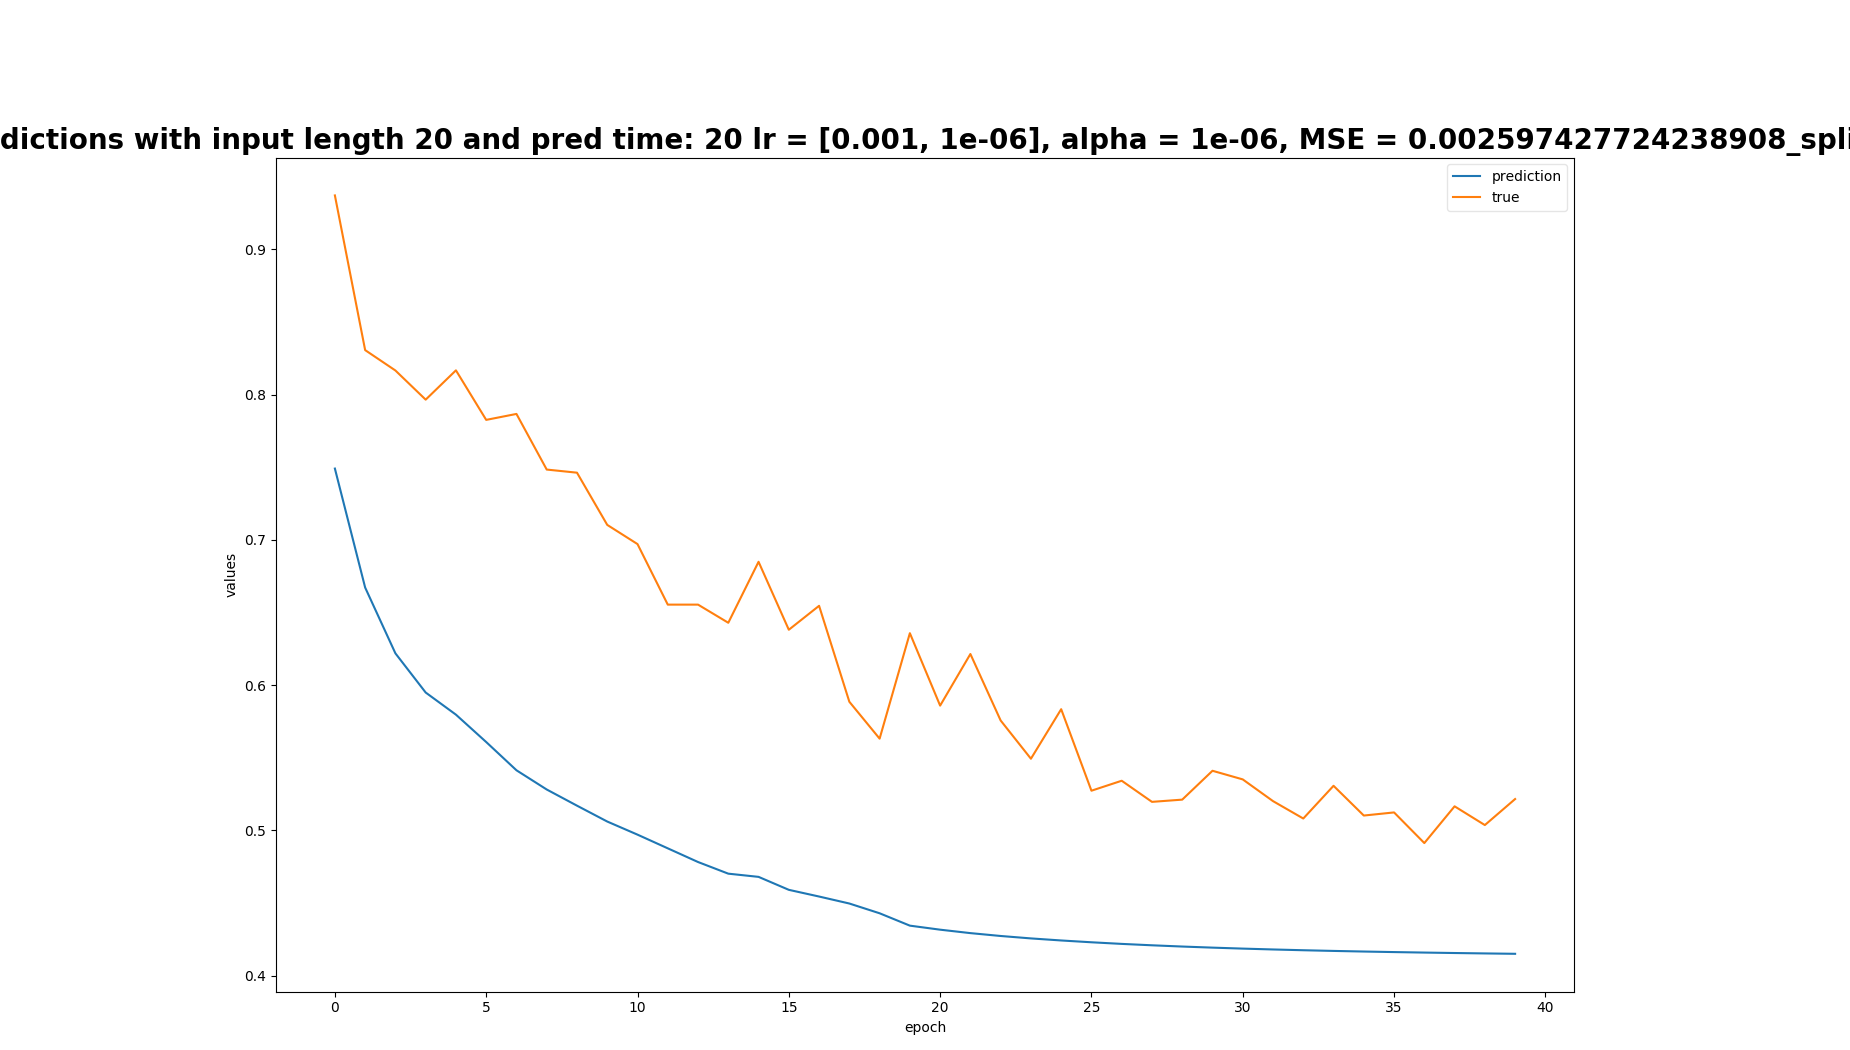 dictions with input length 20 and pred time: 20 lr = [0.001, 1e-06], alpha = 1e-06, MSE = 0.002597427724238908_spli
prediction
true
0.9
0.8
0.7
0.6
0.5
0.4
values
0 5 10 15 20 25 30 35 40
epoch